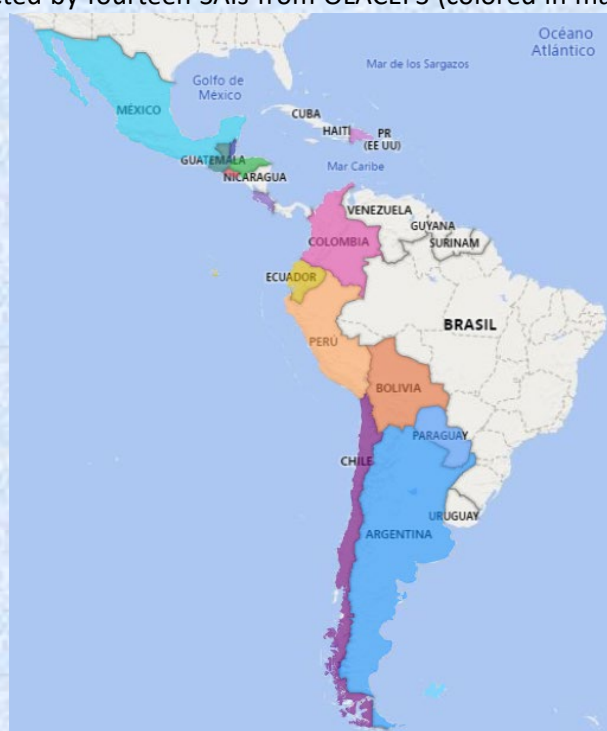 cted by fourteen SAIs from OLACEFS (colored in ma
Océano
Atlántico
Mar de los Sargazos
Golfo de
México
MÉXICO
CUBA
HAITÍ
PR
(EE UU)
GUATEMALA
Mar Caribe
NICARAGUA
VENEZUELA
GUYANA
SURINAM
COLOMBIA
ECUADOR
BRASIL
PERÚ
BOLIVIA
PARAGUAY
CHILE
URUGUAY
ARGENTINA